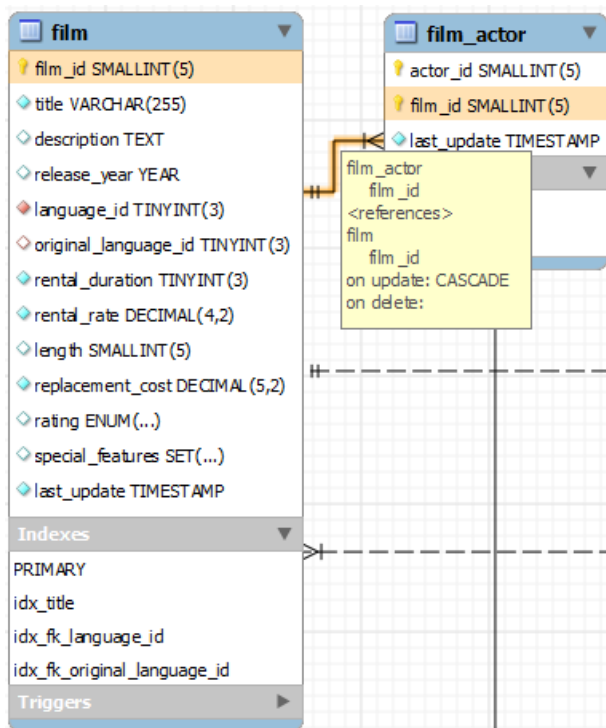 film
film_id SMALLINT(5)
title VARCHAR(255)
description TEXT
release_year YEAR
language_id TINYINT(3)
original_language_id TINYINT(3)
rental_duration TINYINT(3)
rental_rate DECIMAL(4,2)
length SMALLINT(5)
replacement_cost DECIMAL(5,2)
rating ENUM(...)
special_features SET(...)
last_update TIMESTAMP
Indexes
PRIMARY
idx_title
idx_fk_language_id
idx_fk_original_language_id
Triggers
film_actor
actor_id SMALLINT(5)
film_id SMALLINT(5)
last_update TIMESTAMP
film_actor
film_id
<references>
film
film_id
on update: CASCADE
on delete: